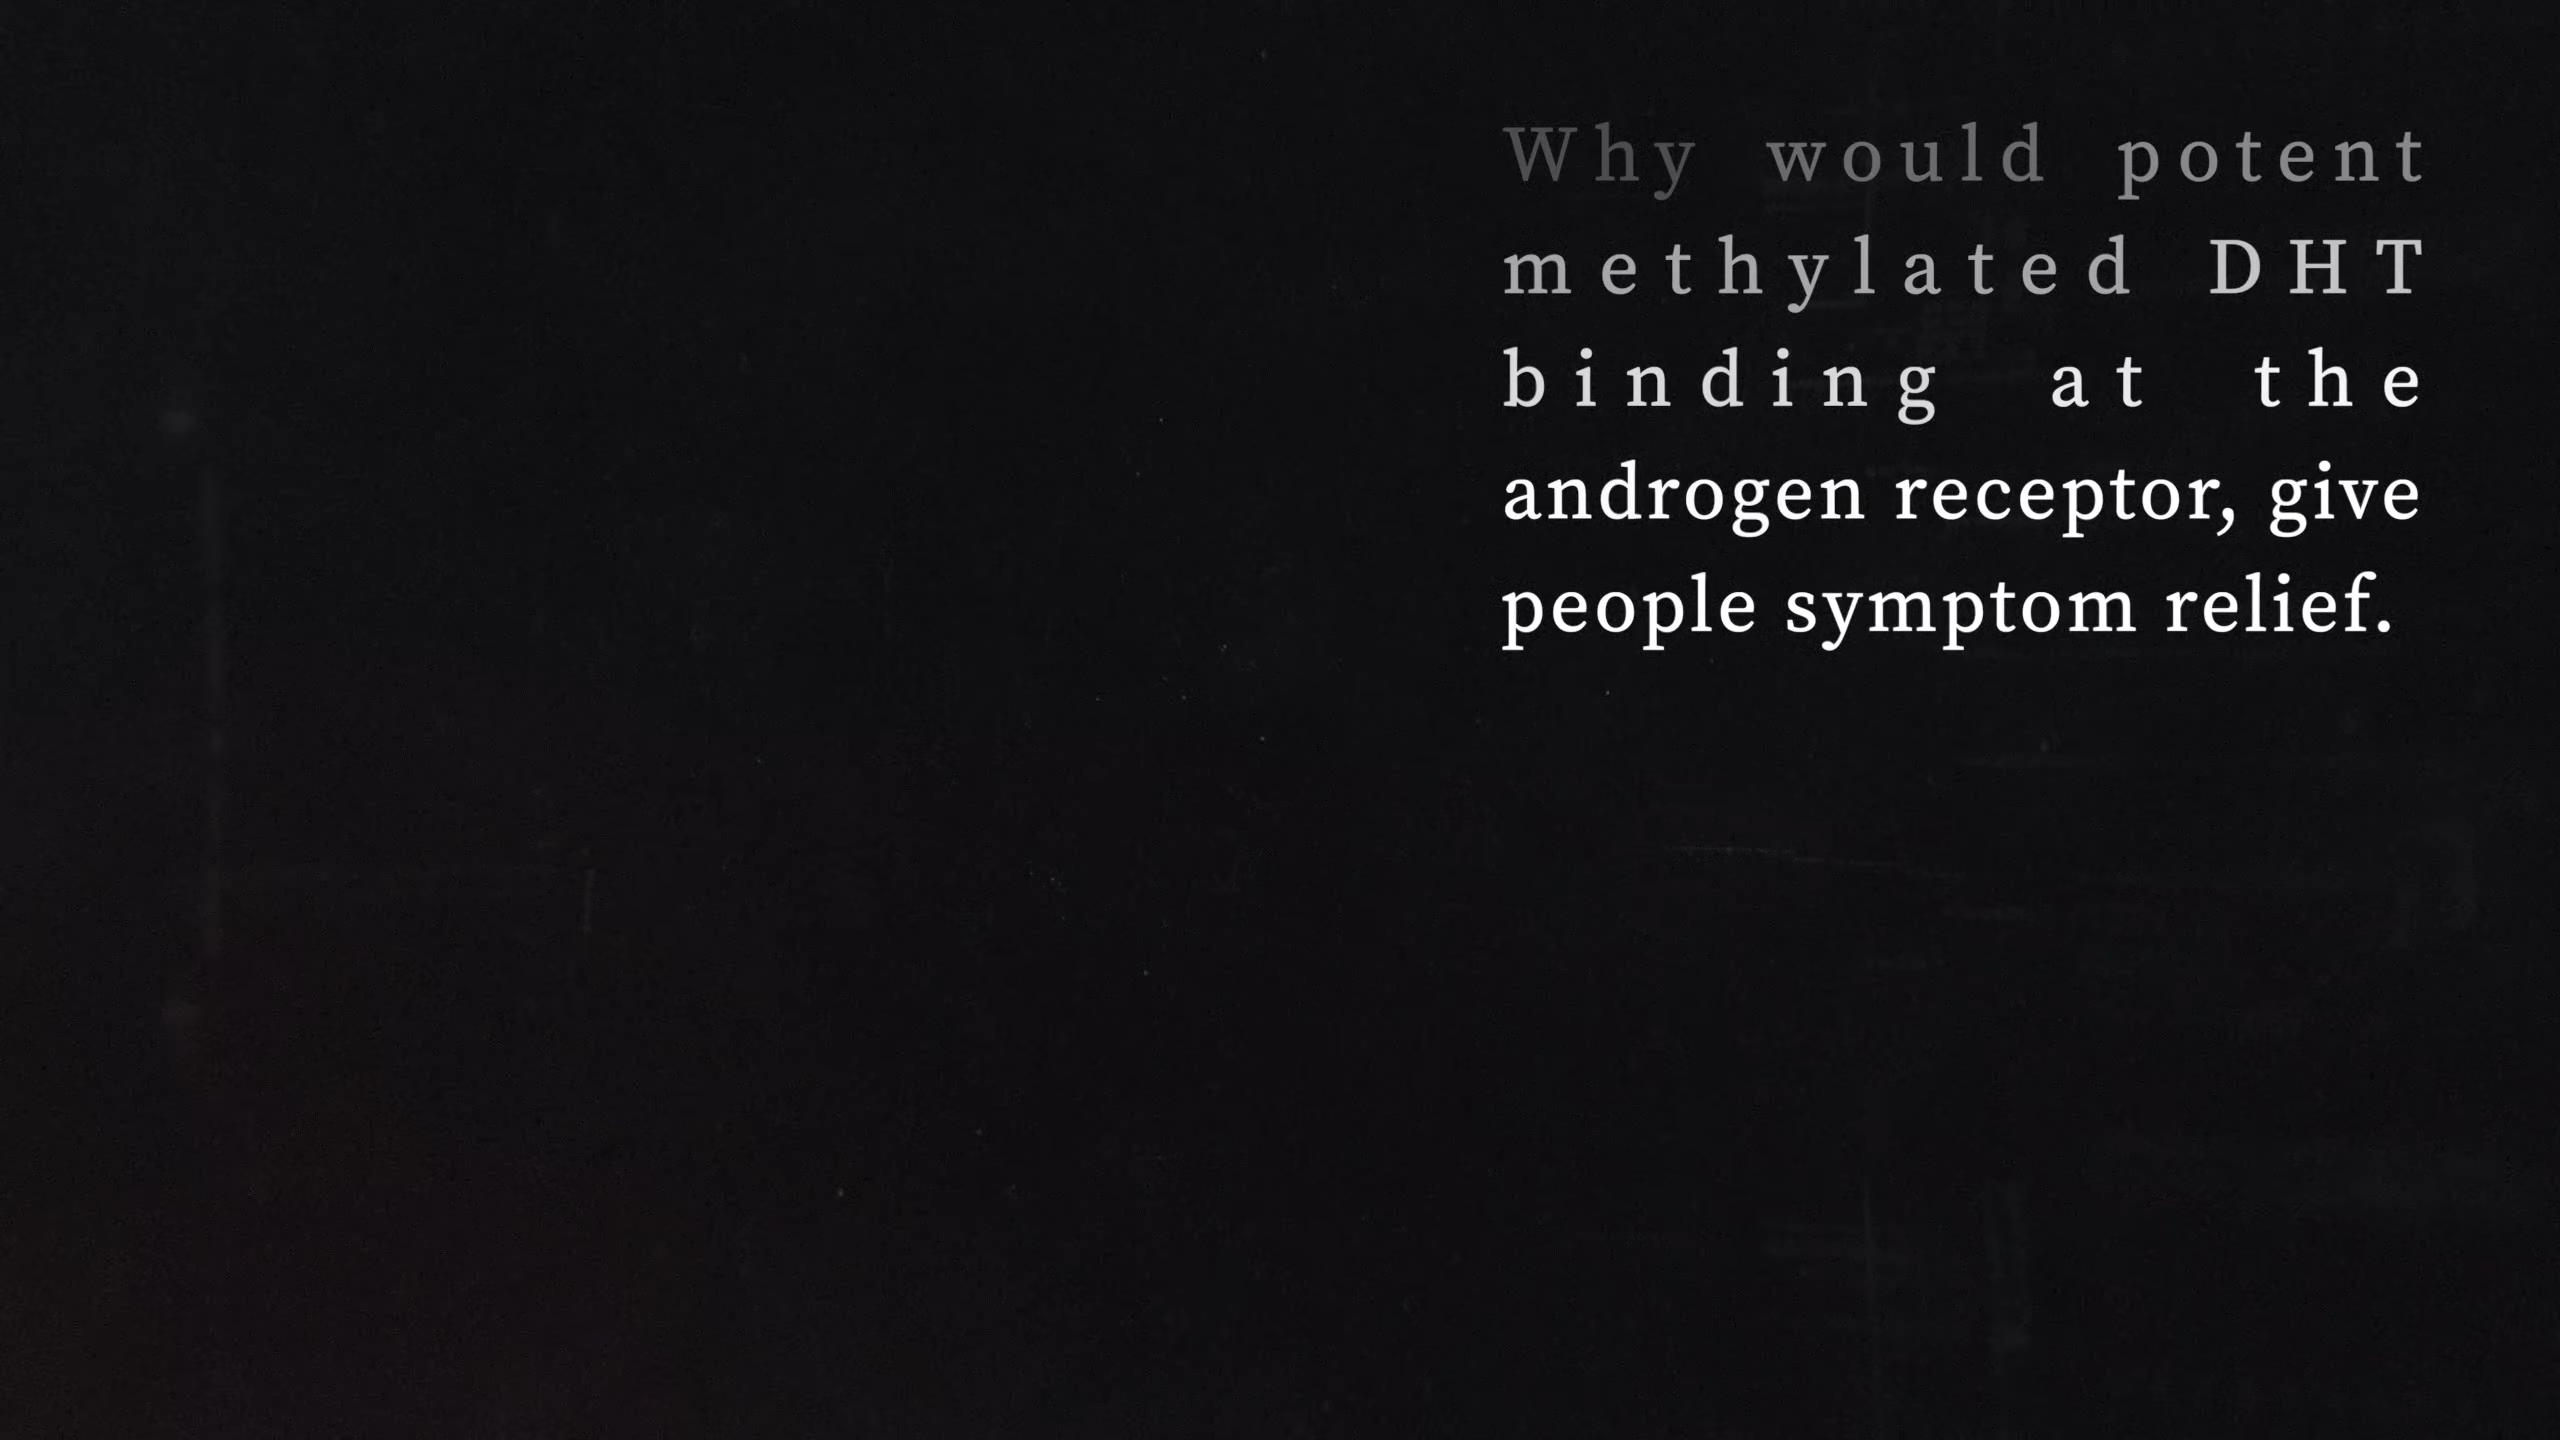 Why would potent
methylated DHT
binding at the
androgen receptor, give
people symptom relief.